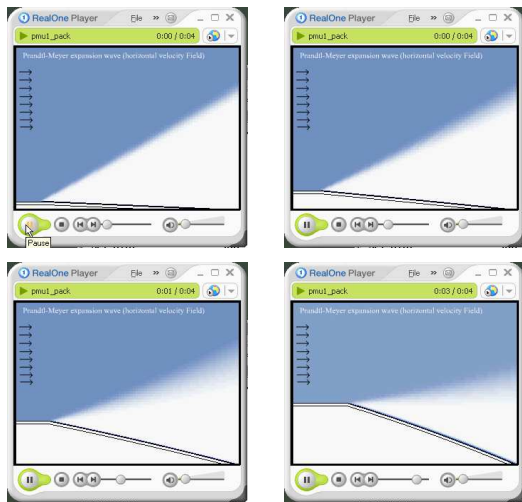 RealOne Player File »
pmu1_pack 0:00 / 0:04
Prandtl-Meyer expansion wave (horizontal velocity Field)
Pause
RealOne Player File »
pmu1_pack 0:00 / 0:04
Prandtl-Meyer expansion wave (horizontal velocity Field)
RealOne Player File »
pmu1_pack 0:01 / 0:04
Prandtl-Meyer expansion wave (horizontal velocity Field)
RealOne Player File »
pmu1_pack 0:03 / 0:04
Prandtl-Meyer expansion wave (horizontal velocity Field)